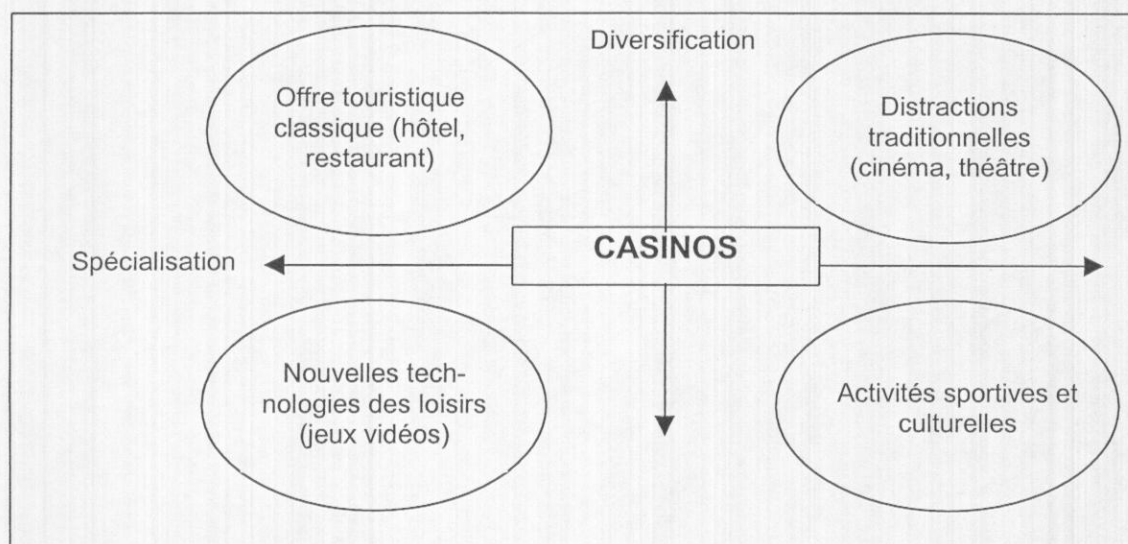 Diversification
Offre touristique
classique (hôtel,
restaurant)
Distractions
traditionnelles
(cinéma, théâtre)
CASINOS
Spécialisation
Nouvelles tech-
nologies des loisirs
(jeux vidéos)
Activités sportives et
culturelles